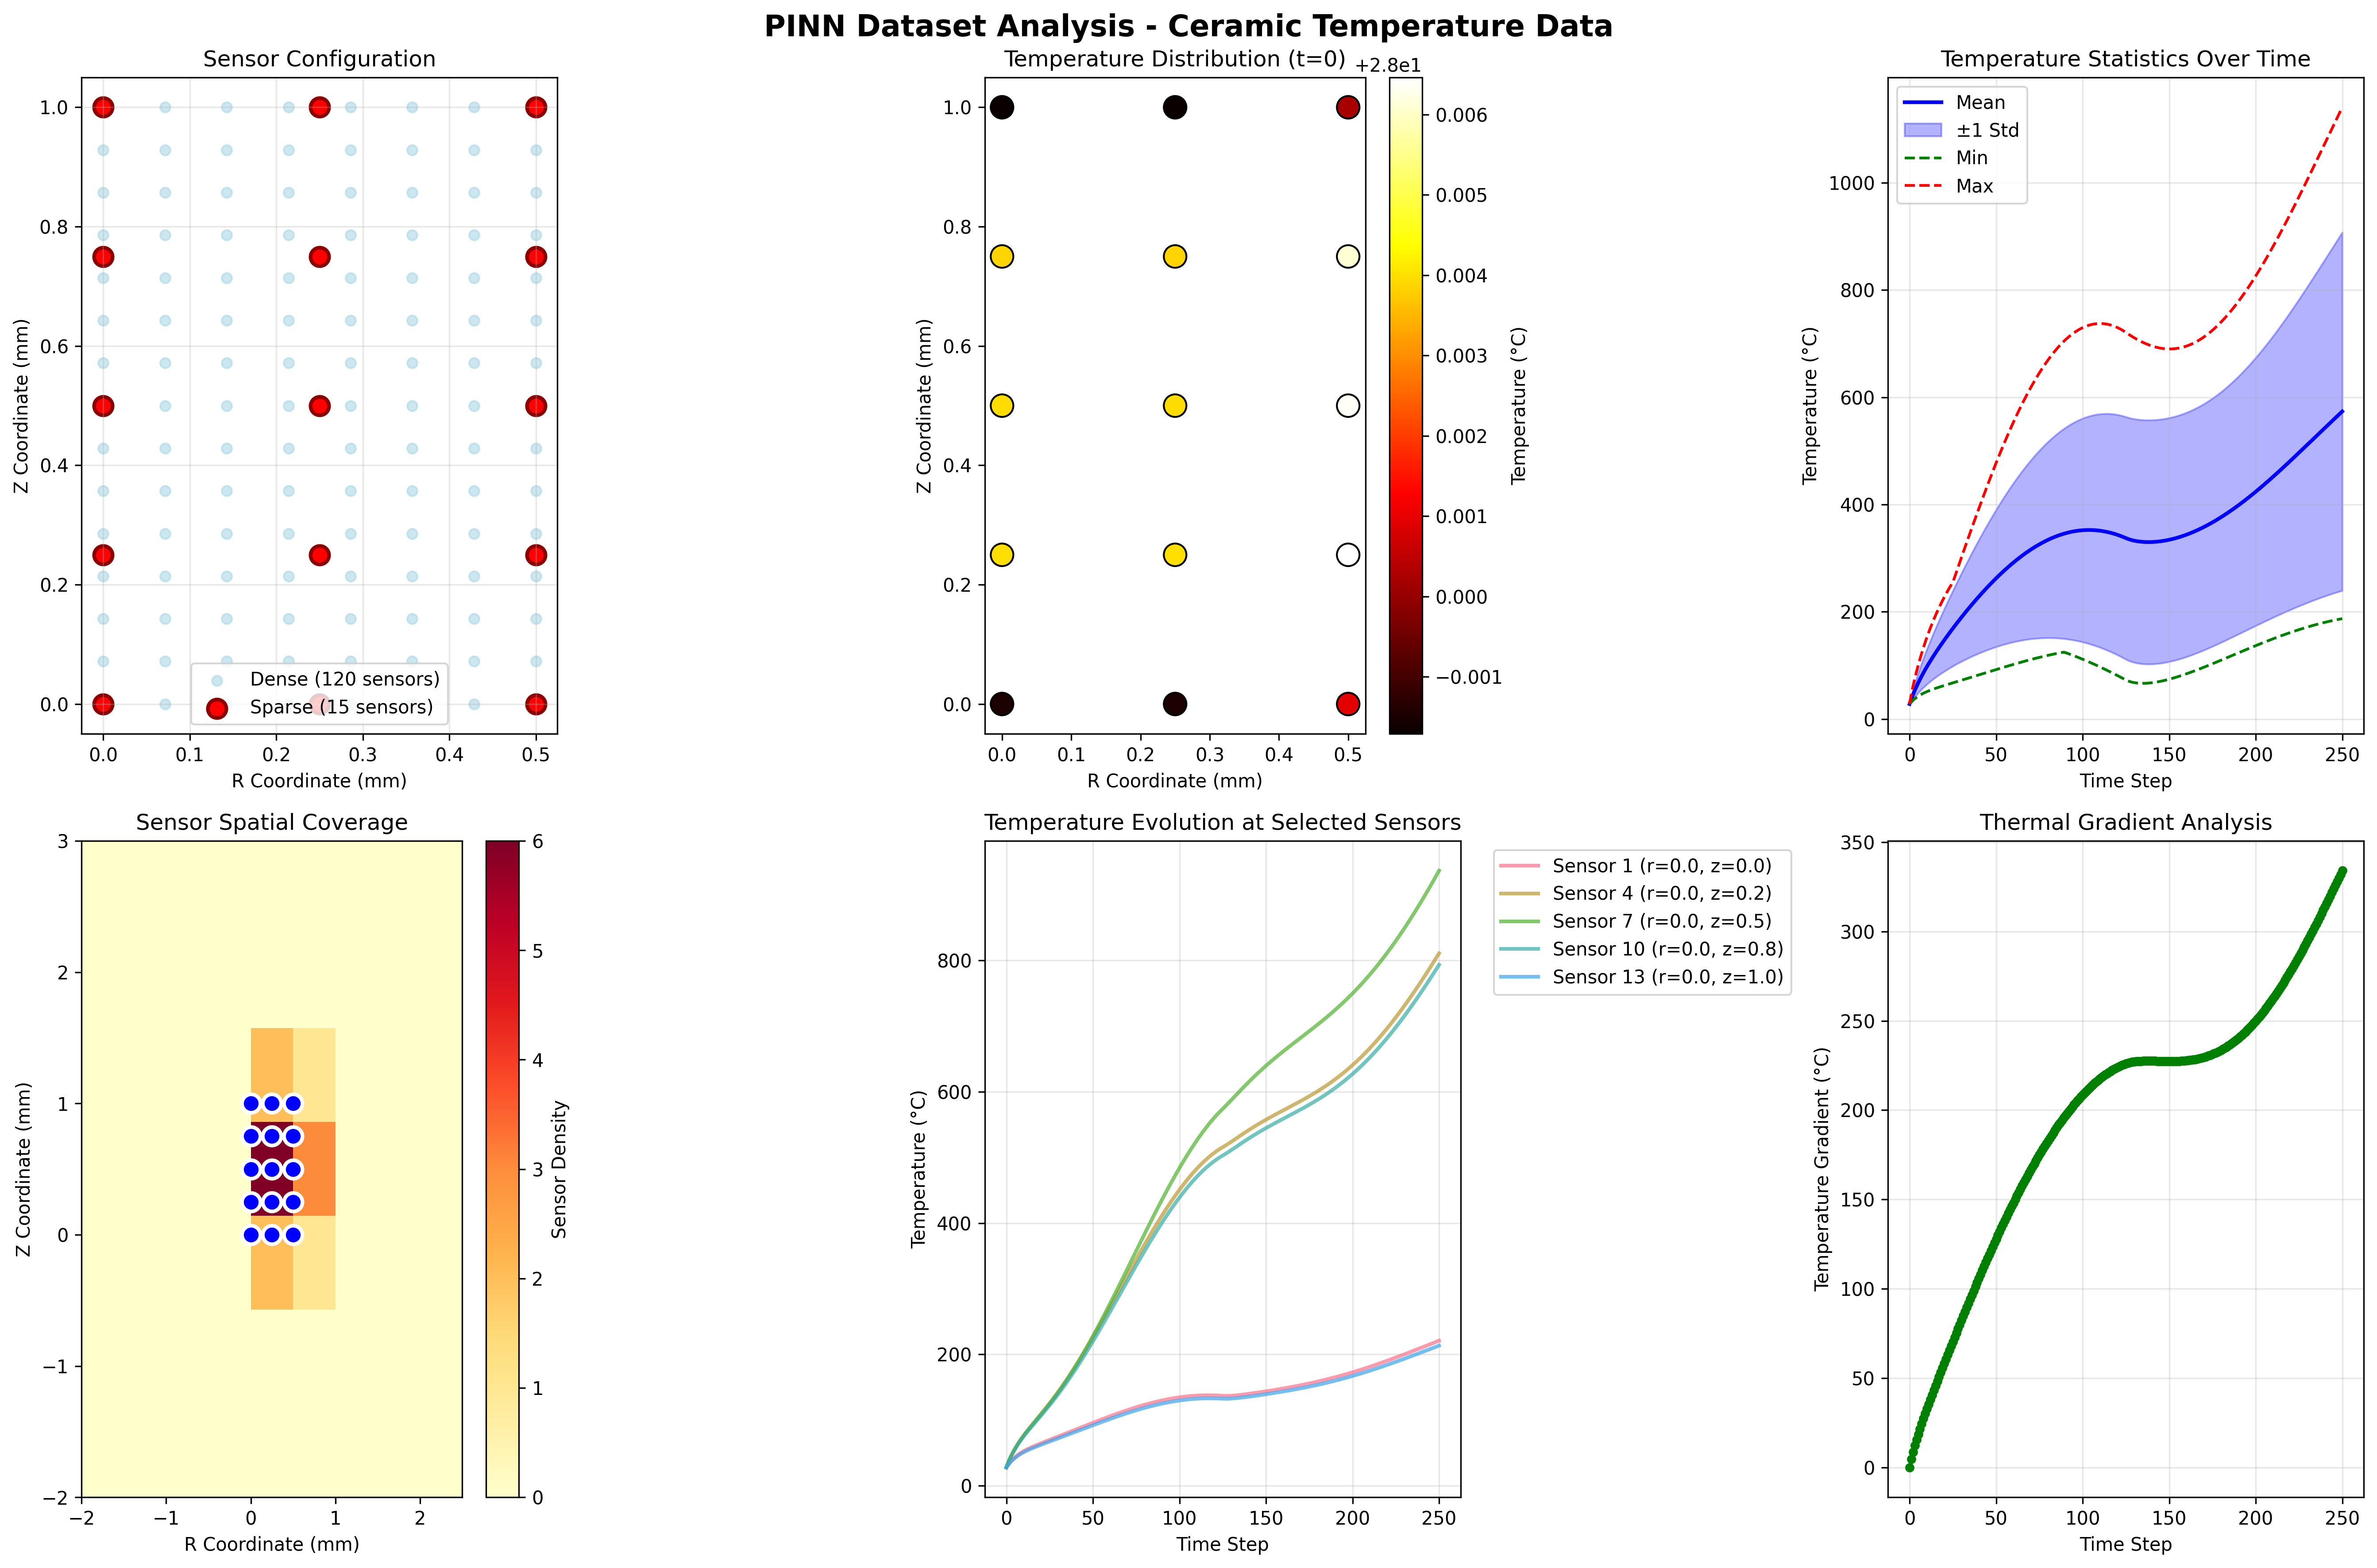 PINN Dataset Analysis - Ceramic Temperature Data
Sensor Configuration
1.0
0.8
0.6
0.4
0.2
0.0
Z Coordinate (mm)
Dense (120 sensors)
Sparse (15 sensors)
0.0 0.1 0.2 0.3 0.4 0.5
R Coordinate (mm)
Temperature Distribution (t=0)
+2.8e1
1.0
0.8
0.6
0.4
0.2
0.0
Z Coordinate (mm)
0.0 0.1 0.2 0.3 0.4 0.5
R Coordinate (mm)
0.006
0.005
0.004
0.003
0.002
0.001
0.000
−0.001
Temperature (°C)
Temperature Statistics Over Time
Mean
±1 Std
Min
Max
1000
800
600
400
200
0
Temperature (°C)
0 50 100 150 200 250
Time Step
Sensor Spatial Coverage
3
2
1
0
−1
−2
Z Coordinate (mm)
−2 −1 0 1 2
R Coordinate (mm)
6
5
4
3
2
1
0
Sensor Density
Temperature Evolution at Selected Sensors
800
600
400
200
0
Temperature (°C)
0 50 100 150 200 250
Time Step
Sensor 1 (r=0.0, z=0.0)
Sensor 4 (r=0.0, z=0.2)
Sensor 7 (r=0.0, z=0.5)
Sensor 10 (r=0.0, z=0.8)
Sensor 13 (r=0.0, z=1.0)
Thermal Gradient Analysis
350
300
250
200
150
100
50
0
Temperature Gradient (°C)
0 50 100 150 200 250
Time Step